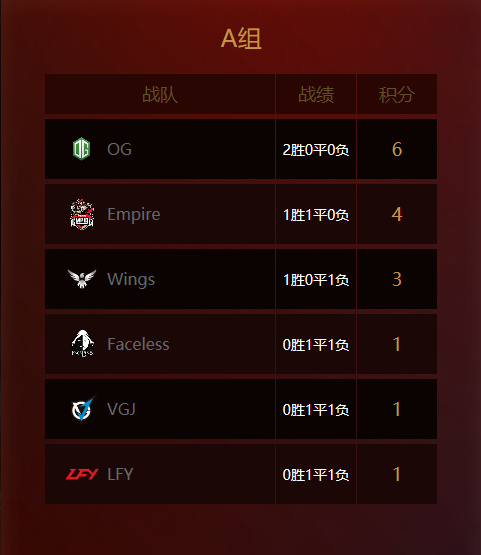 A组
战队 战绩 积分
OG 2胜0平0负 6
Empire 1胜1平0负 4
Wings 1胜0平1负 3
Faceless 0胜1平1负 1
VGJ 0胜1平1负 1
LFY LFY 0胜1平1负 1